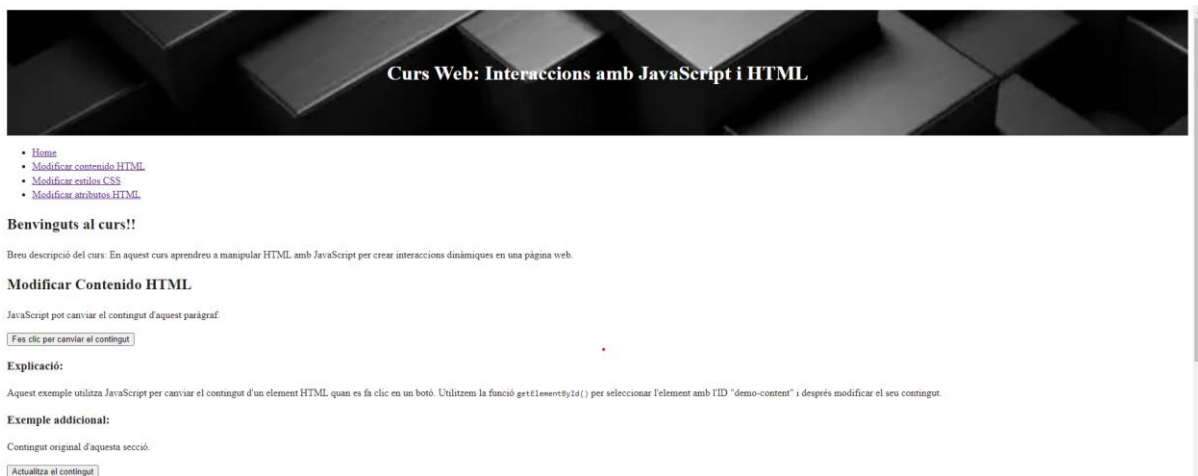 Curs Web: Interaccions amb JavaScript i HTML
Home
Modificar contenido HTML
Modificar estilos CSS
Modificar atributos HTML
Benvinguts al curs!!
Breu descripció del curs: En aquest curs aprendreu a manipular HTML amb JavaScript per crear interaccions dinàmiques en una pàgina web.
Modificar Contenido HTML
JavaScript pot canviar el contingut d'aquest paràgraf.
Fes clic per canviar el contingut
Explicació:
Aquest exemple utilitza JavaScript per canviar el contingut d'un element HTML quan es fa clic en un botó. Utilitzem la funció getElementById() per seleccionar l'element amb l'ID "demo-content" i després modificar el seu contingut.
Exemple addicional:
Contingut original d'aquesta secció.
Actualitza el contingut